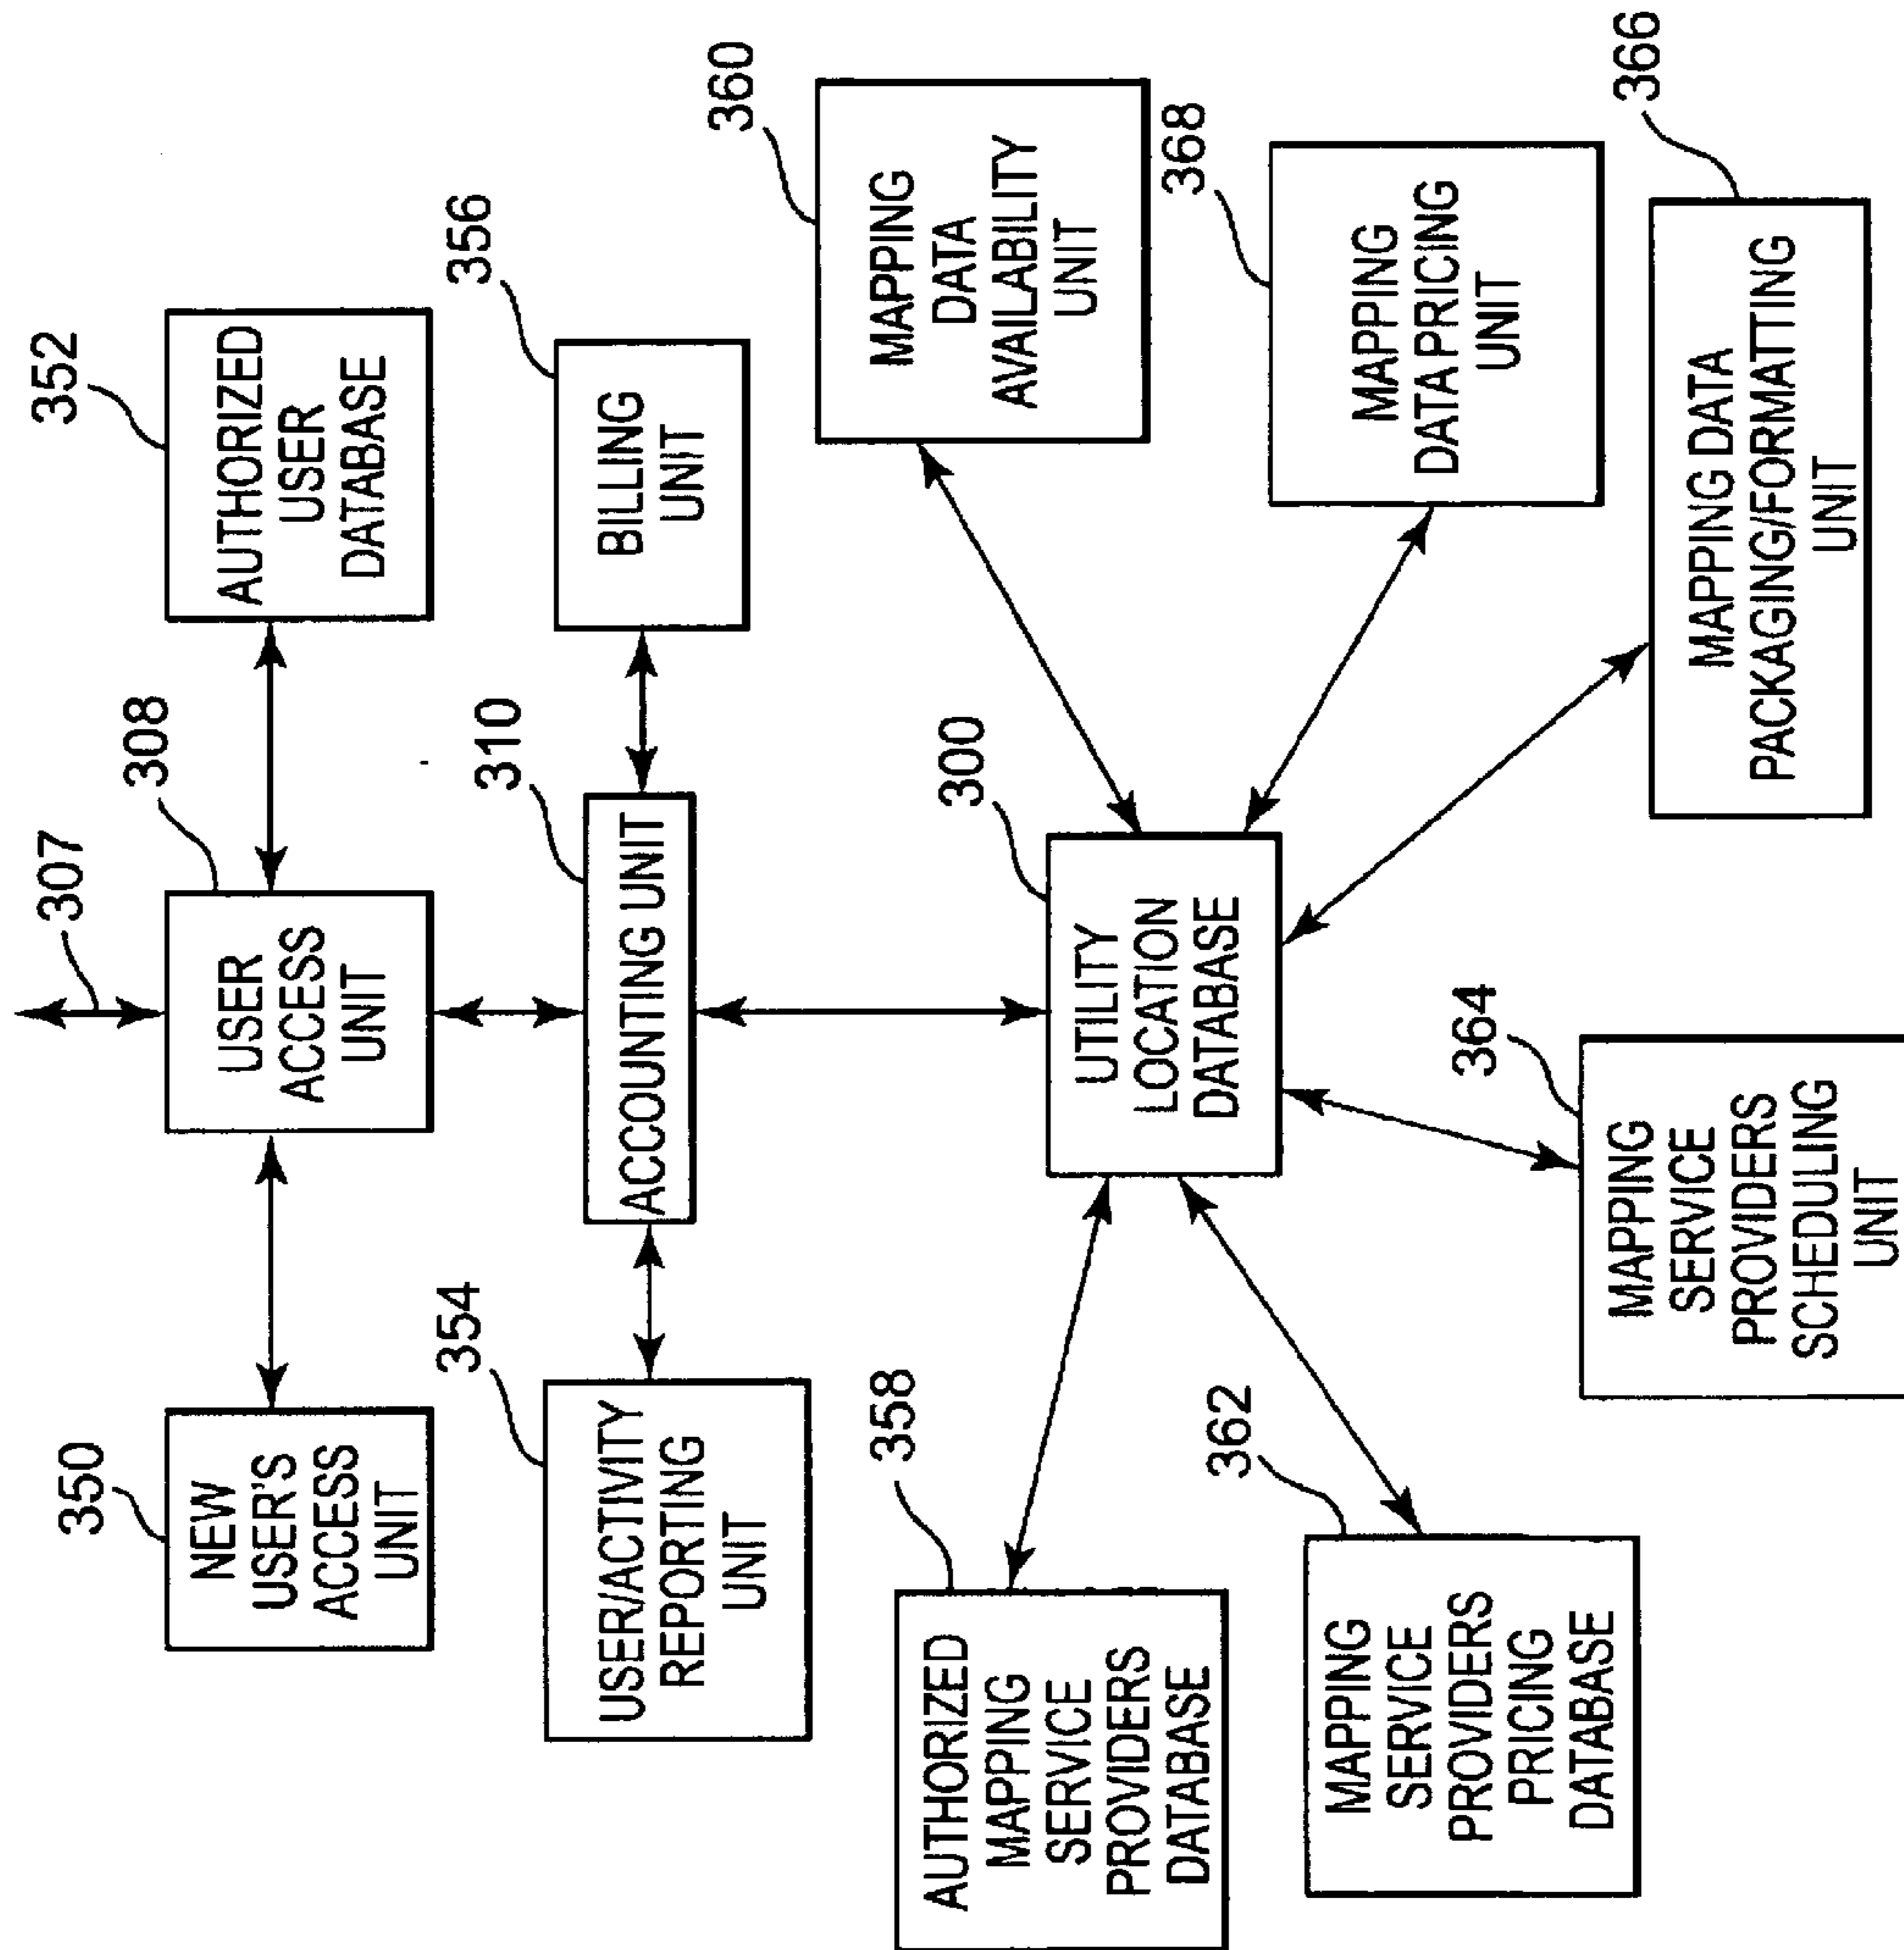 307
350
NEW
USER'S
ACCESS
UNIT
308
USER
ACCESS
UNIT
352
AUTHORIZED
USER
DATABASE
354
USER/ACTIVITY
REPORTING
UNIT
310
ACCOUNTING UNIT
356
BILLING
UNIT
358
AUTHORIZED
MAPPING
SERVICE
PROVIDERS
DATABASE
300
UTILITY
LOCATION
DATABASE
360
MAPPING
DATA
AVAILABILITY
UNIT
362
MAPPING
SERVICE
PROVIDERS
PRICING
DATABASE
364
MAPPING
SERVICE
PROVIDERS
SCHEDULING
UNIT
368
MAPPING
DATA PRICING
UNIT
366
MAPPING DATA
PACKAGING/FORMATTING
UNIT